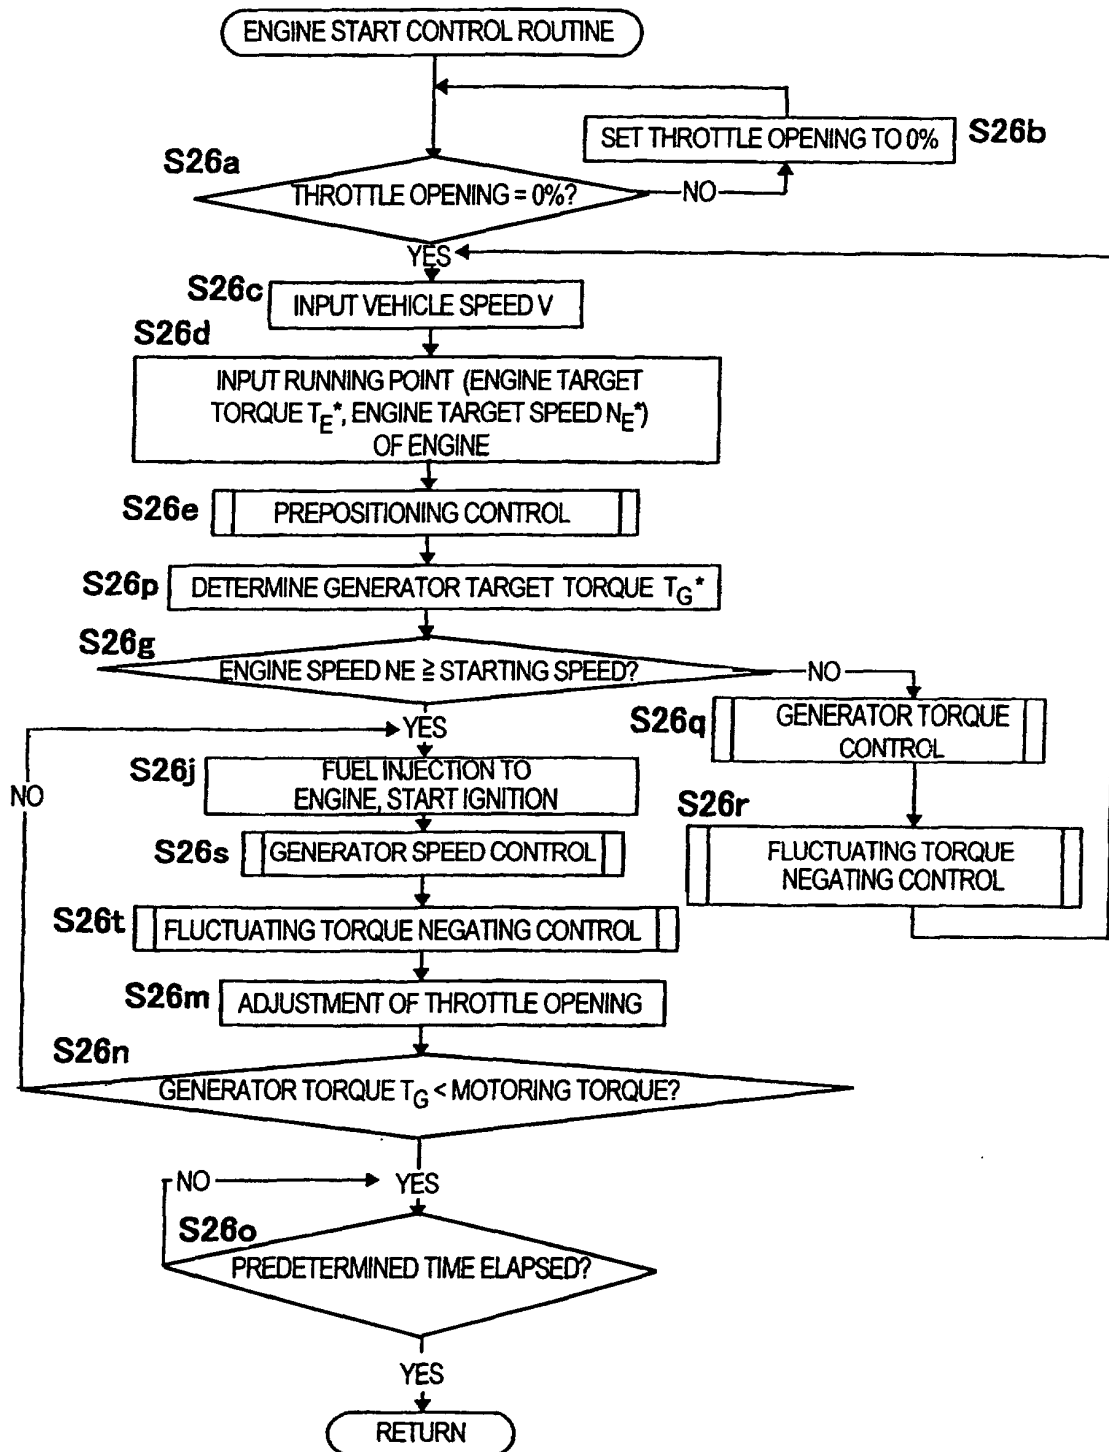 ENGINE START CONTROL ROUTINE
S26b
SET THROTTLE OPENING TO 0%
S26a
THROTTLE OPENING = 0%?
NO
YES
S26c
INPUT VEHICLE SPEED V
S26d
INPUT RUNNING POINT (ENGINE TARGET
TORQUE TE*, ENGINE TARGET SPEED NE*)
OF ENGINE
S26e
PREPOSITIONING CONTROL
S26p
DETERMINE GENERATOR TARGET TORQUE TG*
S26g
ENGINE SPEED NE ≧ STARTING SPEED?
NO
YES
S26q
GENERATOR TORQUE
CONTROL
S26j
FUEL INJECTION TO
ENGINE, START IGNITION
NO
S26r
FLUCTUATING TORQUE
NEGATING CONTROL
S26s
GENERATOR SPEED CONTROL
S26t
FLUCTUATING TORQUE NEGATING CONTROL
S26m
ADJUSTMENT OF THROTTLE OPENING
S26n
GENERATOR TORQUE TG < MOTORING TORQUE?
NO
YES
S26o
PREDETERMINED TIME ELAPSED?
YES
RETURN